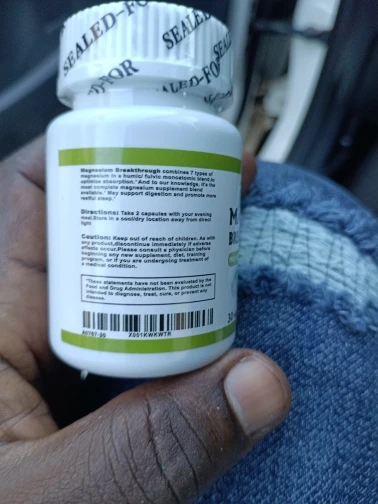 SEALED-FOR
SEALED
SEALED-FO
OR
Magnesium Breakthrough combines 7 types of
magnesium in a humic/ fulvic monoatomic blend to
optimize absorption.* And to our knowledge, it's the
most complete magnesium supplement blend
available.* May support digestion and promote more
restful sleep.*
Directions: Take 2 capsules with your evening
meal.Store in a cool/dry location away from direct
light.
Caution: Keep out of reach of children. As with
any product,discontinue immediately if adverse
effects occur.Please consult a physician before
beginning any new supplement, diet, training
program, or if you are undergoing treatment of
a medical condition.
*These statements have not been evaluated by the
Food and Drug Administration. This product is not
intended to diagnose, treat, cure, or prevent any
disease.
X001KWKWTR
M
30